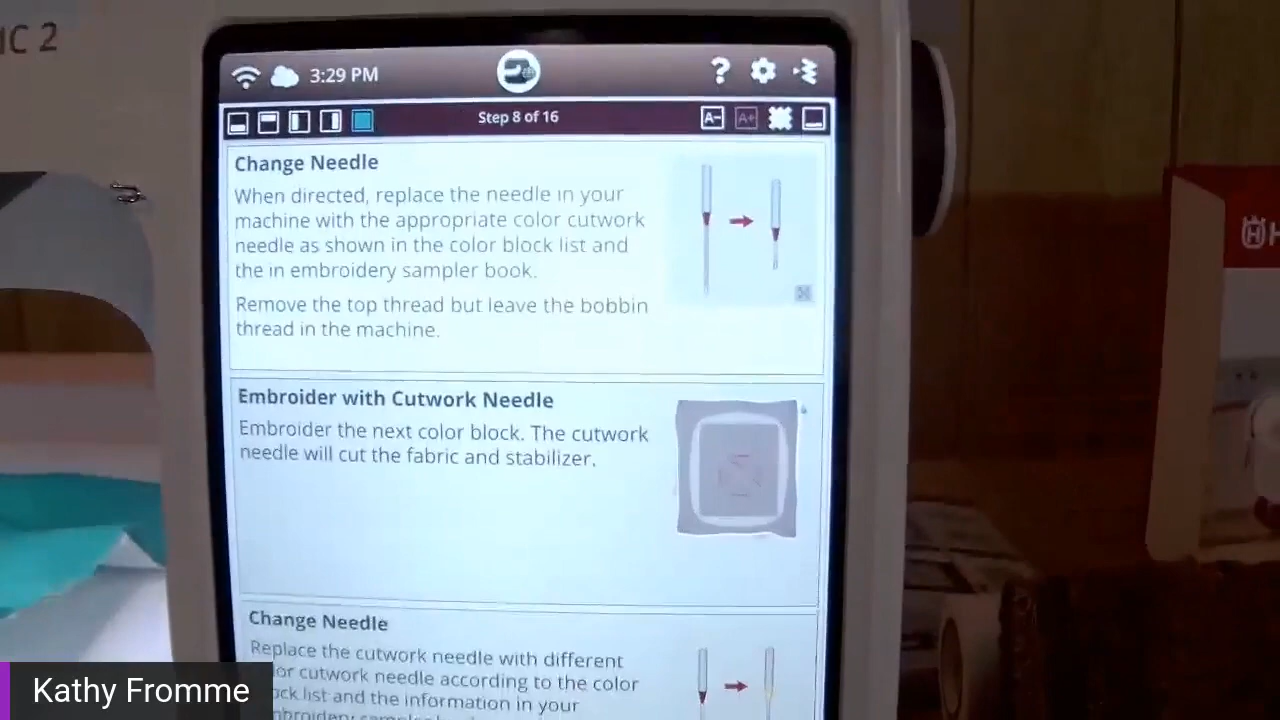 IC 2
3:29 PM
?
Step 8 of 16
A-
A+
Change Needle
When directed, replace the needle in your
machine with the appropriate color cutwork
needle as shown in the color block list and
the in embroidery sampler book.
Remove the top thread but leave the bobbin
thread in the machine.
Embroider with Cutwork Needle
Embroider the next color block. The cutwork
needle will cut the fabric and stabilizer.
Change Needle
Replace the cutwork needle with different
color cutwork needle according to the color
block list and the information in your
Kathy Fromme
H